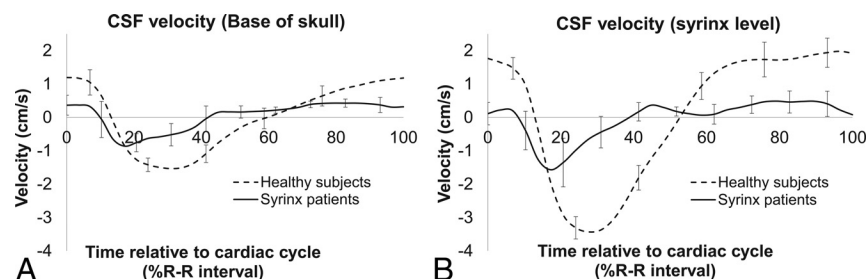 CSF velocity (Base of skull)
Velocity (cm/s)
2
1
0
-1
-2
-3
-4
0 20 40 60 80 100
Healthy subjects
Syrinx patients
Time relative to cardiac cycle
(%R-R interval)
A
CSF velocity (syrinx level)
Velocity (cm/s)
2
1
0
-1
-2
-3
-4
0 20 40 60 80 100
Healthy subjects
Syrinx patients
Time relative to cardiac cycle
(%R-R interval)
B